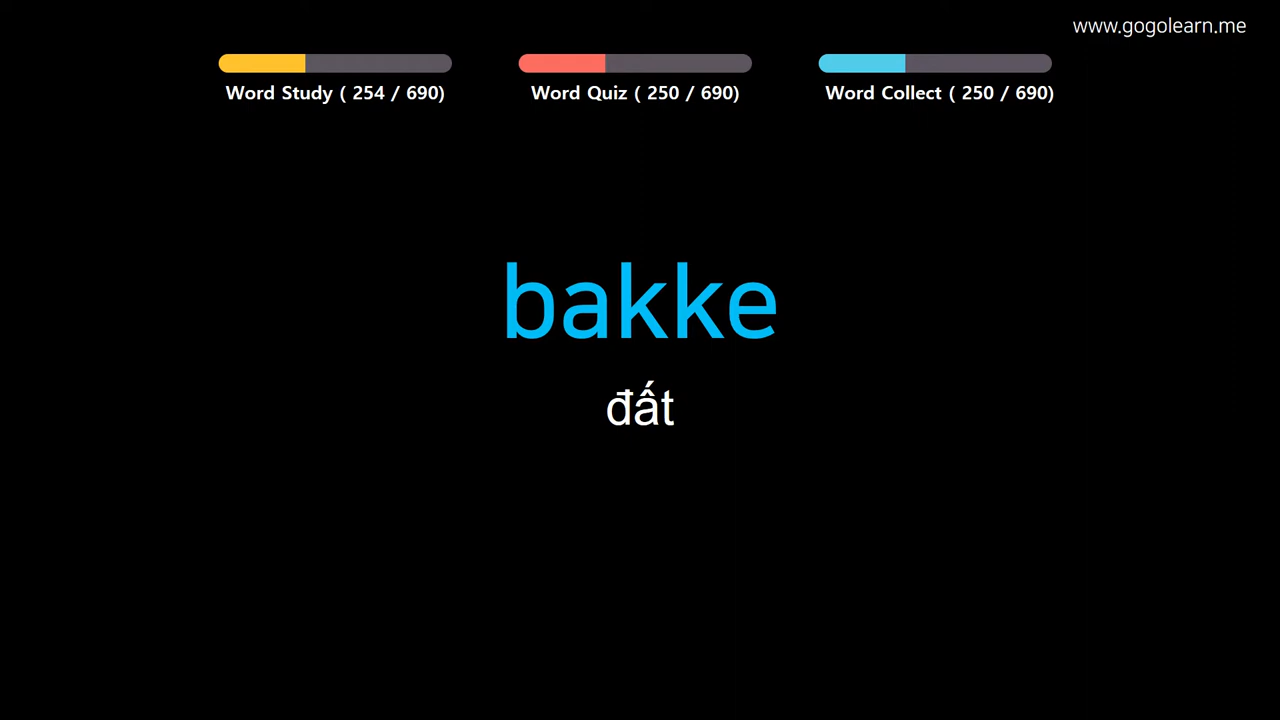 www.gogolearn.me
Word Study ( 254 / 690)
Word Quiz ( 250 / 690)
Word Collect ( 250 / 690)
bakke
đất